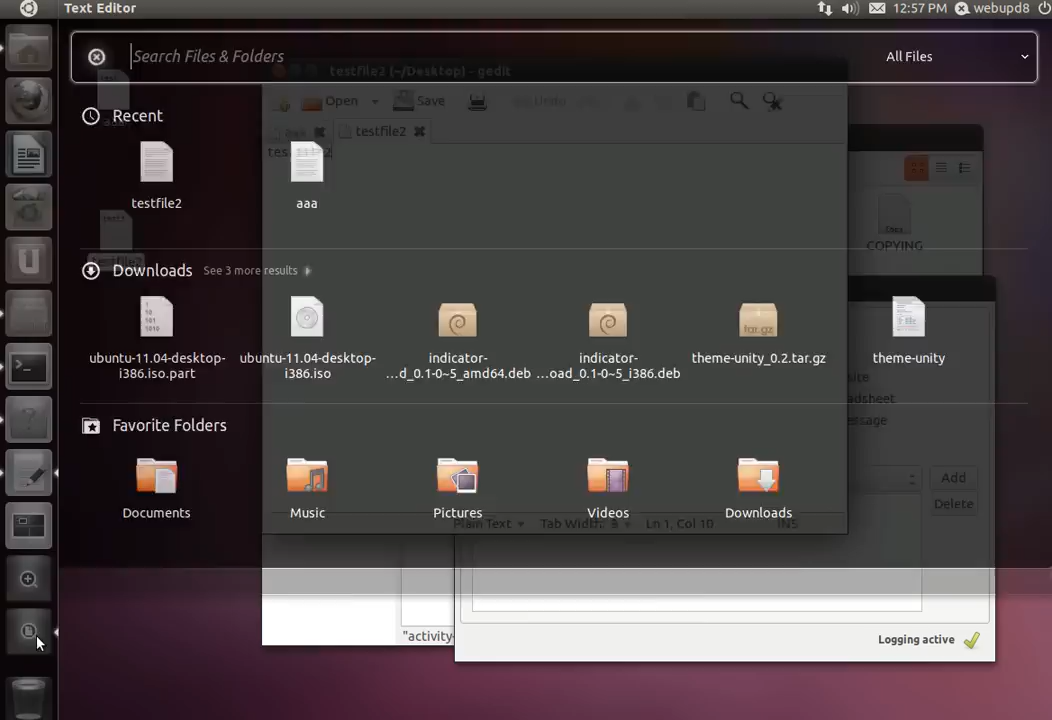 Text Editor
12:57 PM
webupd8
Search Files & Folders
All Files
testfile2 (~/Desktop) - gedit
Open
Save
Undo
testfile2
Recent
testfile2
aaa
COPYING
Downloads
See 3 more results
ubuntu-11.04-desktop-
i386.iso.part
ubuntu-11.04-desktop-
i386.iso
indicator-
...d_0.1-0~5_amd64.deb
indicator-
...oad_0.1-0~5_i386.deb
theme-unity_0.2.tar.gz
theme-unity
Favorite Folders
Add
Delete
Documents
Music
Pictures
Videos
Downloads
Plain Text
Tab Width: 8
Ln 1, Col 10
INS
"activity-
Logging active